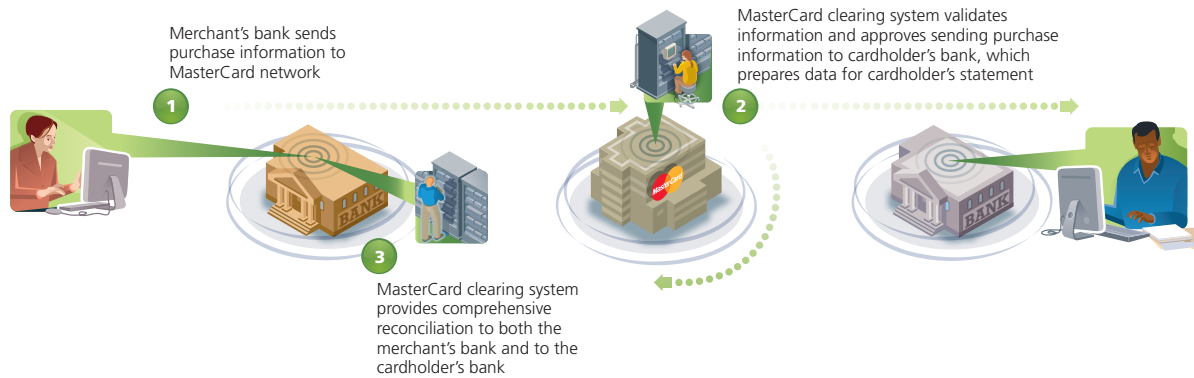 Merchant's bank sends
purchase information to
MasterCard network
1
MasterCard clearing system validates
information and approves sending purchase
information to cardholder's bank, which
prepares data for cardholder's statement
2
BANK
MasterCard
BANK
3
MasterCard clearing system
provides comprehensive
reconciliation to both the
merchant's bank and to the
cardholder's bank